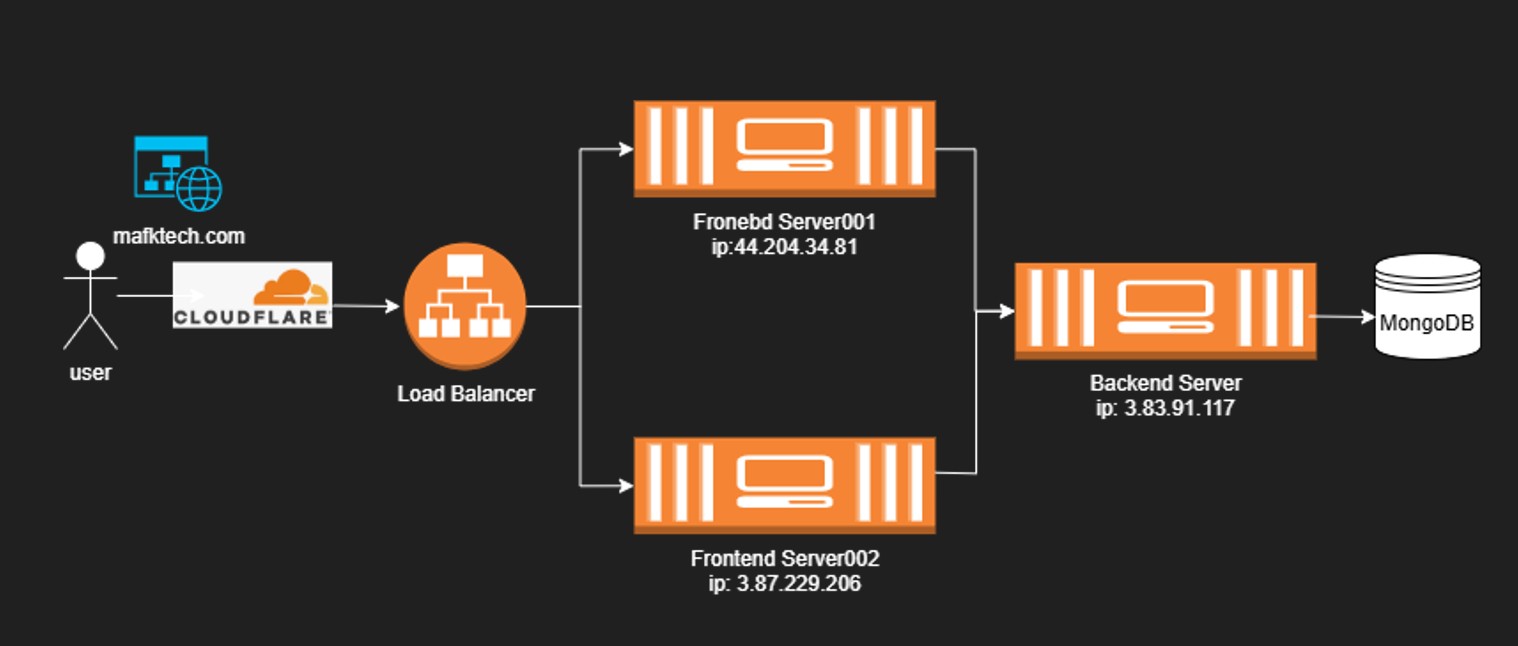 mafktech.com
user
CLOUDFLARE
Load Balancer
Fronebd Server001
ip:44.204.34.81
Frontend Server002
ip: 3.87.229.206
Backend Server
ip: 3.83.91.117
MongoDB